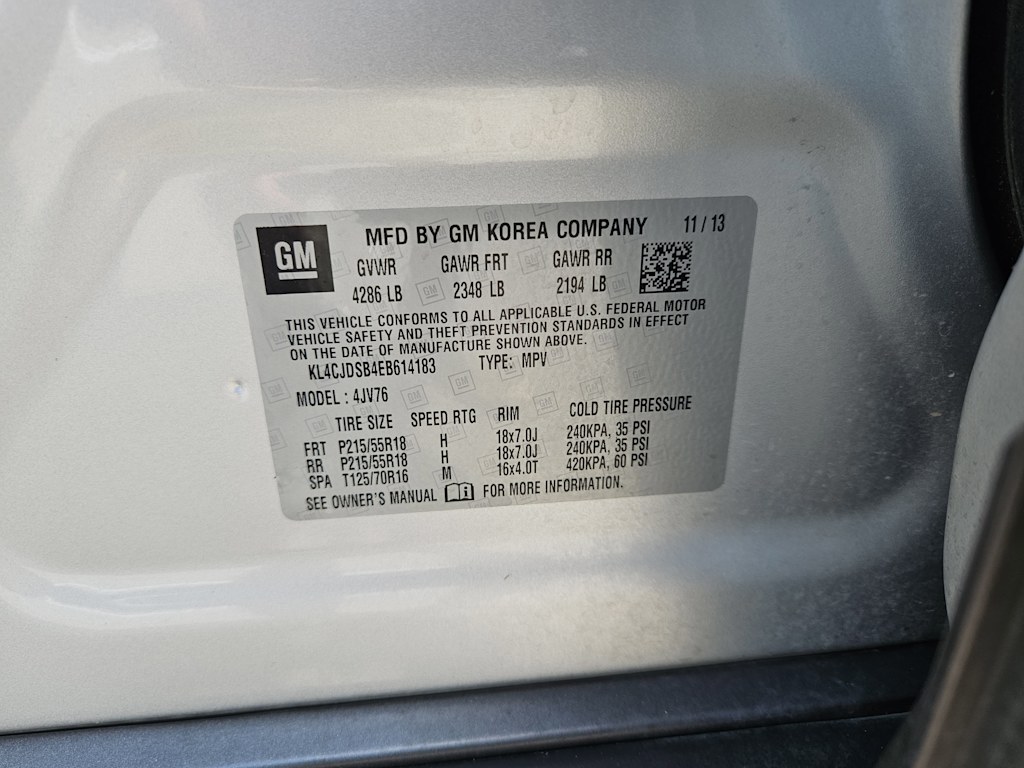 GM MFD BY GM KOREA COMPANY 11 / 13
GVWR GAWR FRT GAWR RR
4286 LB 2348 LB 2194 LB
THIS VEHICLE CONFORMS TO ALL APPLICABLE U.S. FEDERAL MOTOR
VEHICLE SAFETY AND THEFT PREVENTION STANDARDS IN EFFECT
ON THE DATE OF MANUFACTURE SHOWN ABOVE.
KL4CJDSB4EB614183 TYPE: MPV
MODEL : 4JV76
TIRE SIZE SPEED RTG RIM COLD TIRE PRESSURE
FRT P215/55R18 H 18x7.0J 240KPA, 35 PSI
RR P215/55R18 H 18x7.0J 240KPA, 35 PSI
SPA T125/70R16 M 16x4.0T 420KPA, 60 PSI
SEE OWNER'S MANUAL FOR MORE INFORMATION.